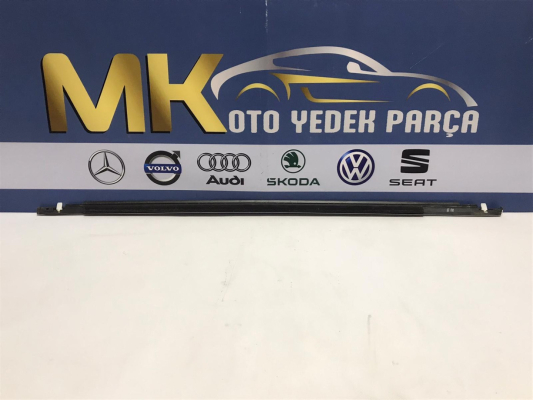 MK
OTO YEDEK PARÇA
VOLVO
Audi
SKODA
SEAT